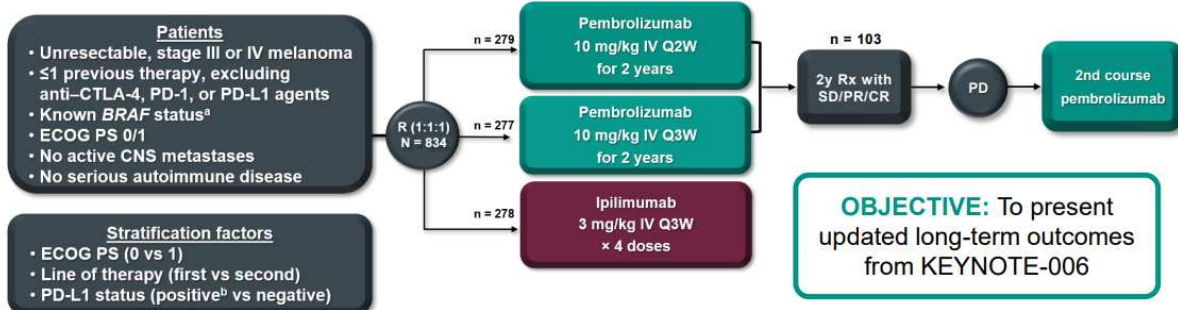 Patients
• Unresectable, stage III or IV melanoma
• ≤1 previous therapy, excluding
anti–CTLA-4, PD-1, or PD-L1 agents
• Known BRAF statusᵃ
• ECOG PS 0/1
• No active CNS metastases
• No serious autoimmune disease
Stratification factors
• ECOG PS (0 vs 1)
• Line of therapy (first vs second)
• PD-L1 status (positiveᵇ vs negative)
R (1:1:1)
N = 834
n = 279
Pembrolizumab
10 mg/kg IV Q2W
for 2 years
n = 277
Pembrolizumab
10 mg/kg IV Q3W
for 2 years
n = 278
Ipilimumab
3 mg/kg IV Q3W
× 4 doses
n = 103
2y Rx with
SD/PR/CR
PD
2nd course
pembrolizumab
OBJECTIVE: To present
updated long-term outcomes
from KEYNOTE-006